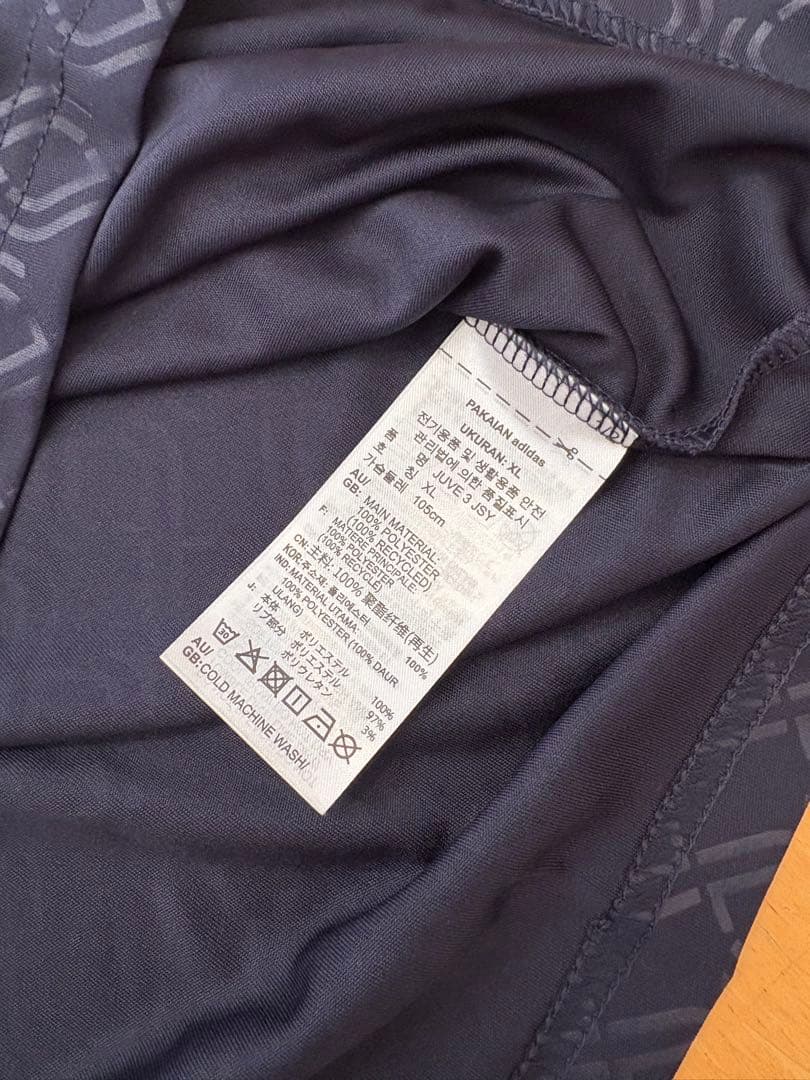 PAKAIAN adidas
UKURAN: XL
전기용품 및 생활용품 안전
관리법에 의한 품질표시
품 명 JUVE 3 JSY
호 칭 XL
가슴둘레 105cm
AU/
GB: MAIN MATERIAL:
100% POLYESTER
(100% RECYCLED)
F: MATIERE PRINCIPALE:
100% POLYESTER
(100% RECYCLE)
CN: 主料: 100% 聚酯纤维(再生)
KOR: 주소재: 폴리에스터 100%
IND: MATERIAL UTAMA:
100% POLYESTER (100% DAUR
ULANG)
J: 本体 ポリエステル 100%
リブ部分 ポリエステル 97%
ポリウレタン 3%
30
AU/
GB: COLD MACHINE WASH/